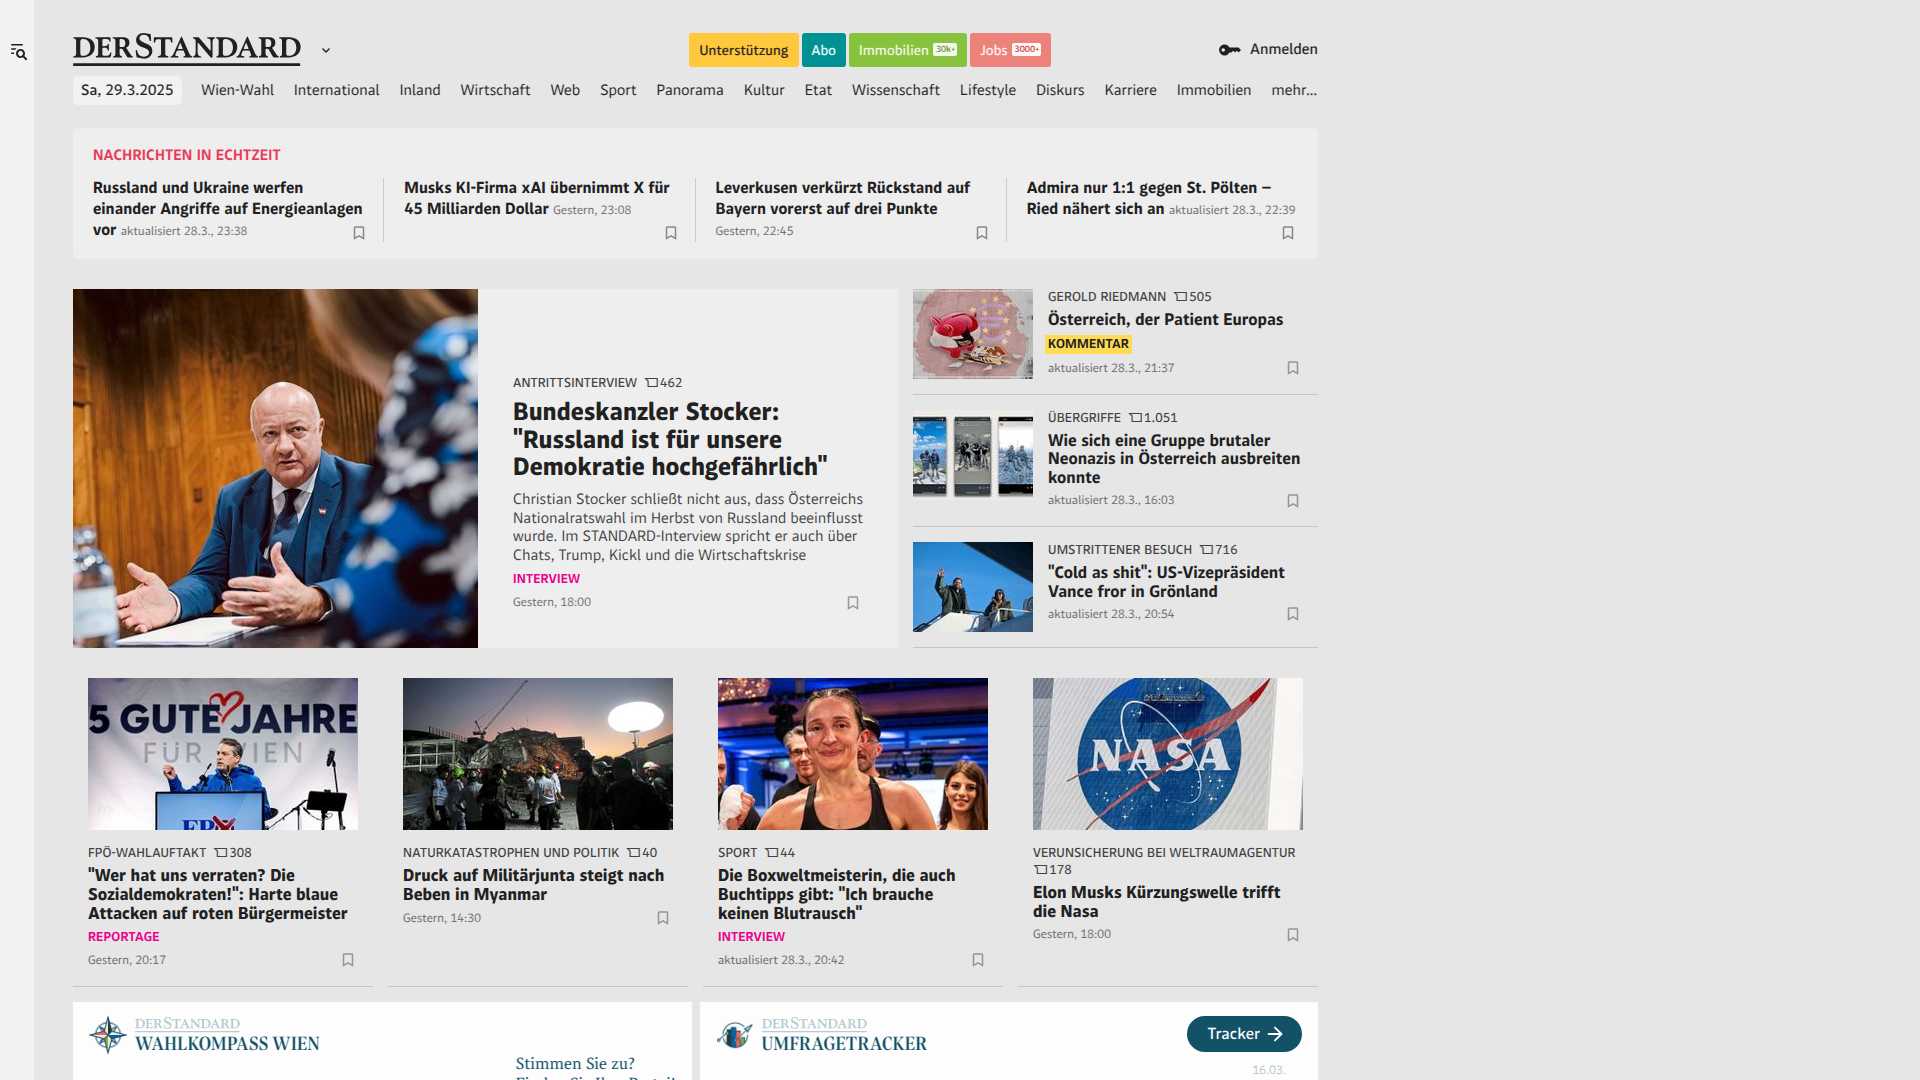 DERSTANDARD
Unterstützung
Abo
Immobilien 30k+
Jobs 3000+
Anmelden
Sa, 29.3.2025
Wien-Wahl
International
Inland
Wirtschaft
Web
Sport
Panorama
Kultur
Etat
Wissenschaft
Lifestyle
Diskurs
Karriere
Immobilien
mehr...
NACHRICHTEN IN ECHTZEIT
Russland und Ukraine werfen
einander Angriffe auf Energieanlagen
vor aktualisiert 28.3., 23:38
Musks KI-Firma xAI übernimmt X für
45 Milliarden Dollar Gestern, 23:08
Leverkusen verkürzt Rückstand auf
Bayern vorerst auf drei Punkte
Gestern, 22:45
Admira nur 1:1 gegen St. Pölten –
Ried nähert sich an aktualisiert 28.3., 22:39
ANTRITTSINTERVIEW 462
Bundeskanzler Stocker:
"Russland ist für unsere
Demokratie hochgefährlich"
Christian Stocker schließt nicht aus, dass Österreichs
Nationalratswahl im Herbst von Russland beeinflusst
wurde. Im STANDARD-Interview spricht er auch über
Chats, Trump, Kickl und die Wirtschaftskrise
INTERVIEW
Gestern, 18:00
GEROLD RIEDMANN 505
Österreich, der Patient Europas
KOMMENTAR
aktualisiert 28.3., 21:37
ÜBERGRIFFE 1.051
Wie sich eine Gruppe brutaler
Neonazis in Österreich ausbreiten
konnte
aktualisiert 28.3., 16:03
UMSTRITTENER BESUCH 716
"Cold as shit": US-Vizepräsident
Vance fror in Grönland
aktualisiert 28.3., 20:54
5 GUTE JAHRE
FÜR WIEN
FPÖ
FPÖ-WAHLAUFTAKT 308
"Wer hat uns verraten? Die
Sozialdemokraten!": Harte blaue
Attacken auf roten Bürgermeister
REPORTAGE
Gestern, 20:17
NATURKATASTROPHEN UND POLITIK 40
Druck auf Militärjunta steigt nach
Beben in Myanmar
Gestern, 14:30
SPORT 44
Die Boxweltmeisterin, die auch
Buchtipps gibt: "Ich brauche
keinen Blutrausch"
INTERVIEW
aktualisiert 28.3., 20:42
NASA
VERUNSICHERUNG BEI WELTRAUMAGENTUR
178
Elon Musks Kürzungswelle trifft
die Nasa
Gestern, 18:00
DERSTANDARD
WAHLKOMPASS WIEN
Stimmen Sie zu?
DERSTANDARD
UMFRAGETRACKER
Tracker
16.03.